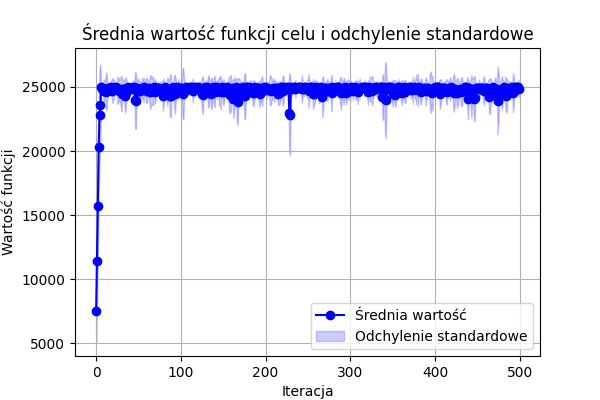 Średnia wartość funkcji celu i odchylenie standardowe
Wartość funkcji
25000
20000
15000
10000
5000
0
100
200
300
400
500
Iteracja
Średnia wartość
Odchylenie standardowe